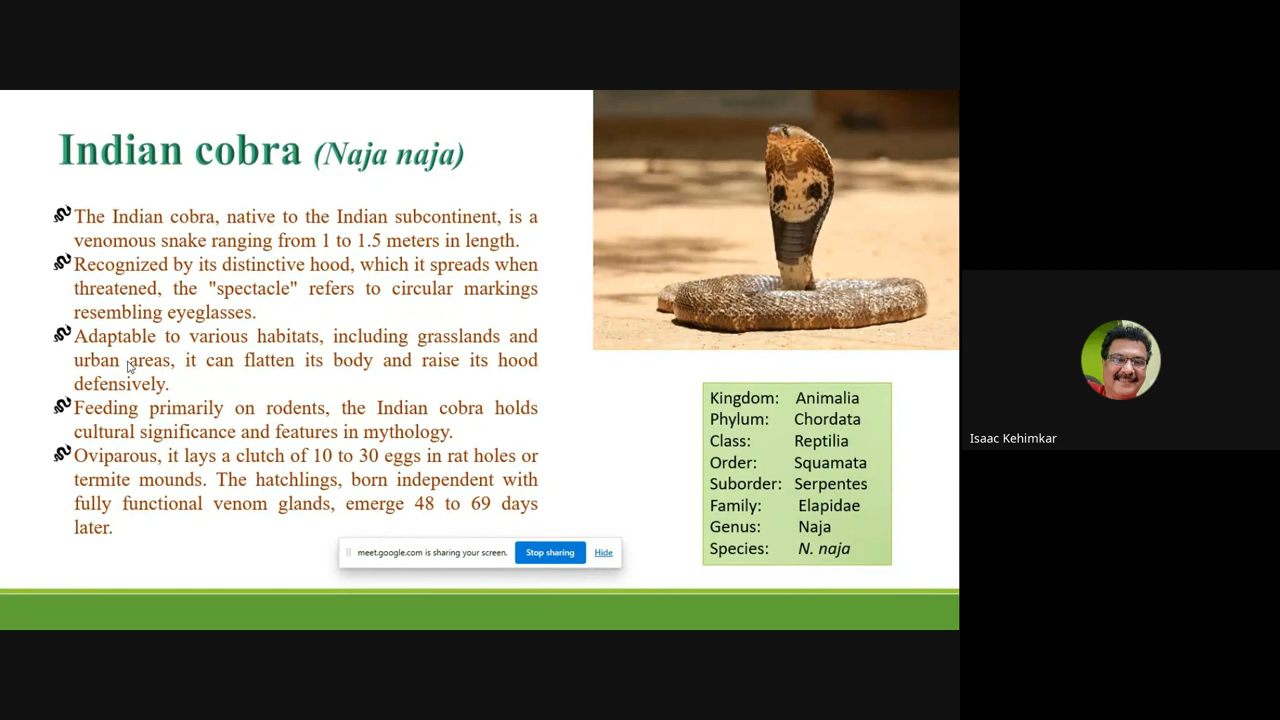 Indian cobra (Naja naja)
The Indian cobra, native to the Indian subcontinent, is a
venomous snake ranging from 1 to 1.5 meters in length.
Recognized by its distinctive hood, which it spreads when
threatened, the "spectacle" refers to circular markings
resembling eyeglasses.
Adaptable to various habitats, including grasslands and
urban areas, it can flatten its body and raise its hood
defensively.
Feeding primarily on rodents, the Indian cobra holds
cultural significance and features in mythology.
Oviparous, it lays a clutch of 10 to 30 eggs in rat holes or
termite mounds. The hatchlings, born independent with
fully functional venom glands, emerge 48 to 69 days
later.
meet.google.com is sharing your screen. Stop sharing Hide
Kingdom: Animalia
Phylum: Chordata
Class: Reptilia
Order: Squamata
Suborder: Serpentes
Family: Elapidae
Genus: Naja
Species: N. naja
Isaac Kehimkar